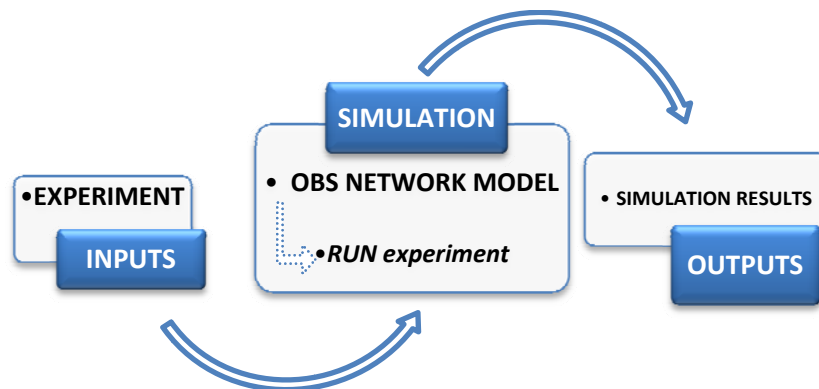 •EXPERIMENT
INPUTS
SIMULATION
• OBS NETWORK MODEL
•RUN experiment
• SIMULATION RESULTS
OUTPUTS